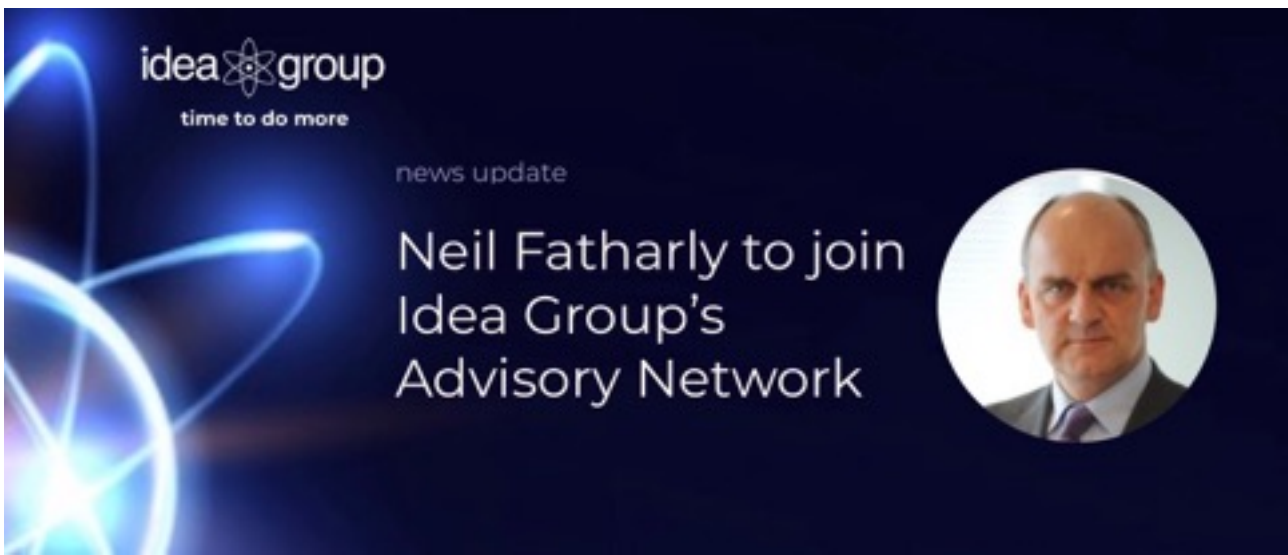 idea group
time to do more
news update
Neil Fatharly to join
Idea Group's
Advisory Network